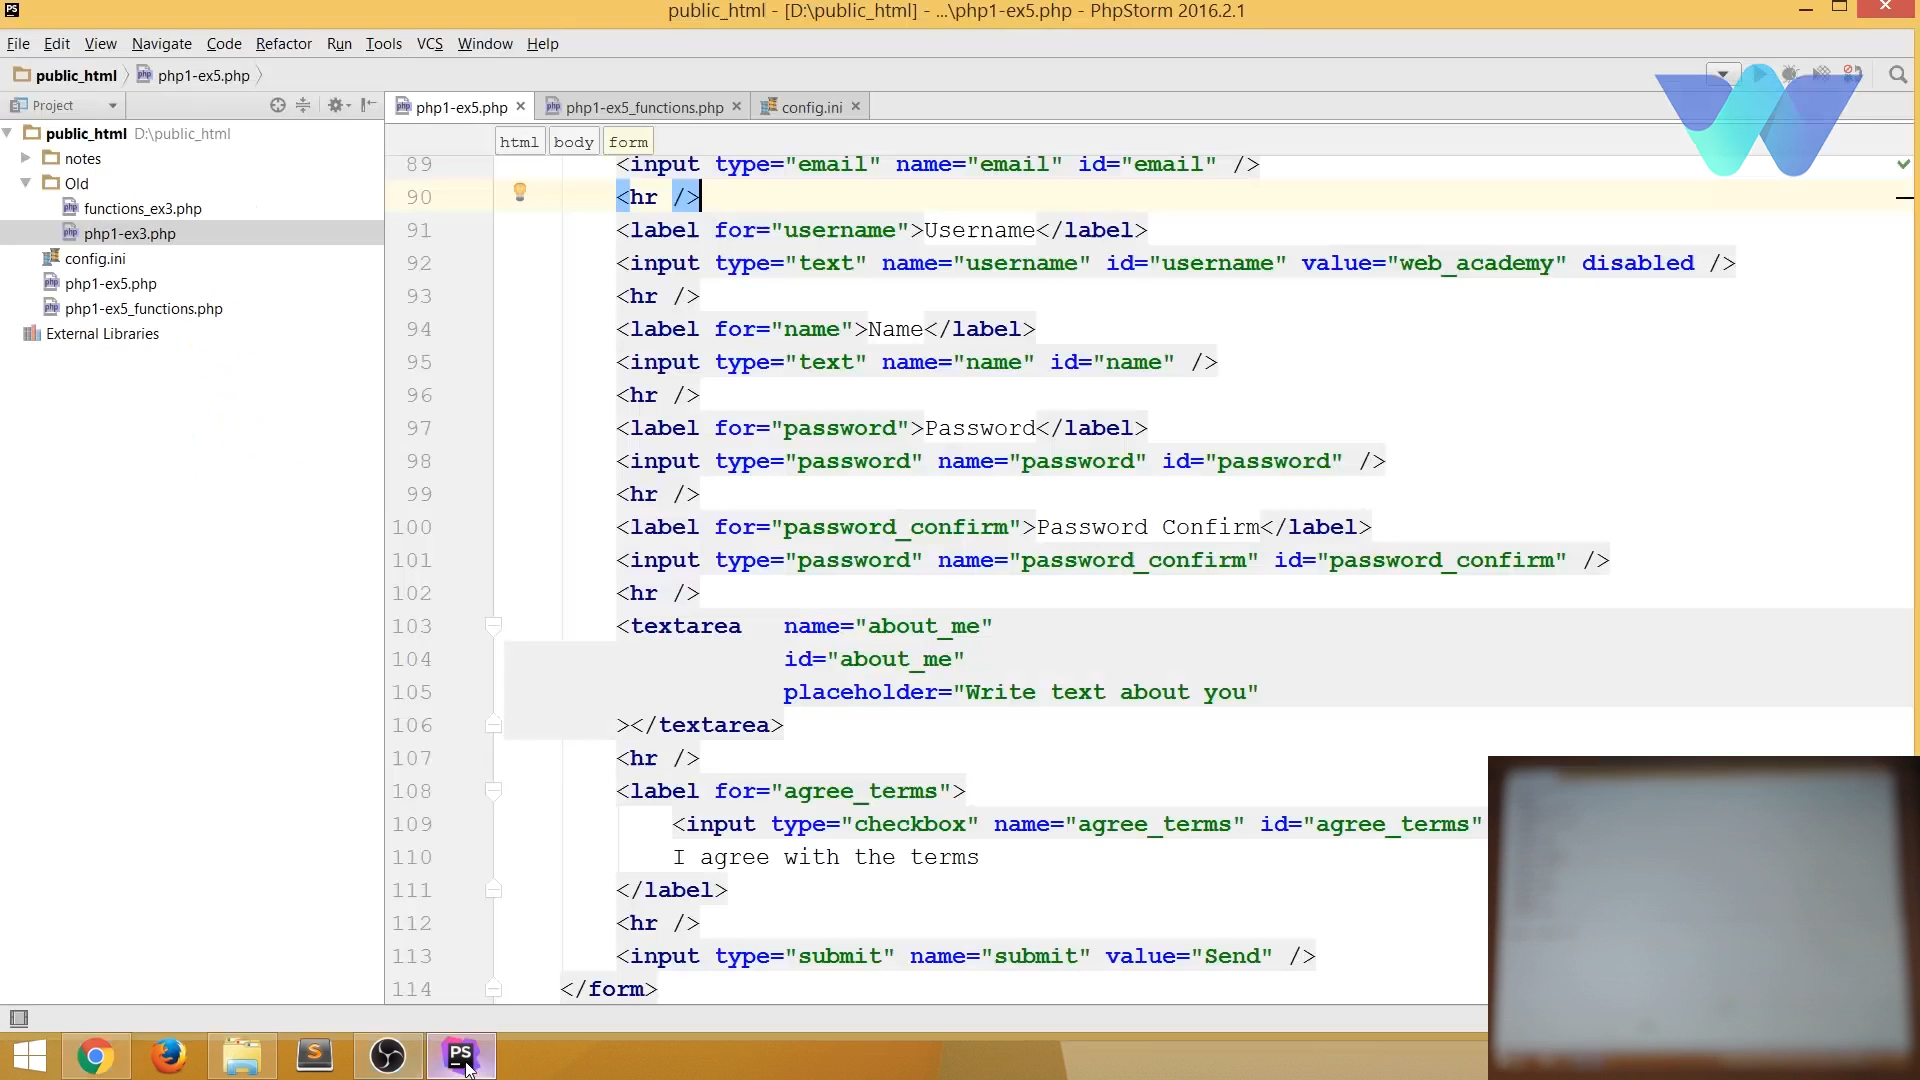 public_html - [D:\public_html] - ...\php1-ex5.php - PhpStorm 2016.2.1
File Edit View Navigate Code Refactor Run Tools VCS Window Help
public_html php1-ex5.php
Project
php1-ex5.php php1-ex5_functions.php config.ini
public_html D:\public_html
notes
Old
functions_ex3.php
php1-ex3.php
config.ini
php1-ex5.php
php1-ex5_functions.php
External Libraries
html body form
89 <input type="email" name="email" id="email" />
90 <hr />
91 <label for="username">Username</label>
92 <input type="text" name="username" id="username" value="web_academy" disabled />
93 <hr />
94 <label for="name">Name</label>
95 <input type="text" name="name" id="name" />
96 <hr />
97 <label for="password">Password</label>
98 <input type="password" name="password" id="password" />
99 <hr />
100 <label for="password_confirm">Password Confirm</label>
101 <input type="password" name="password_confirm" id="password_confirm" />
102 <hr />
103 <textarea name="about_me"
104 id="about_me"
105 placeholder="Write text about you"
106 ></textarea>
107 <hr />
108 <label for="agree_terms">
109 <input type="checkbox" name="agree_terms" id="agree_terms"
110 I agree with the terms
111 </label>
112 <hr />
113 <input type="submit" name="submit" value="Send" />
114 </form>